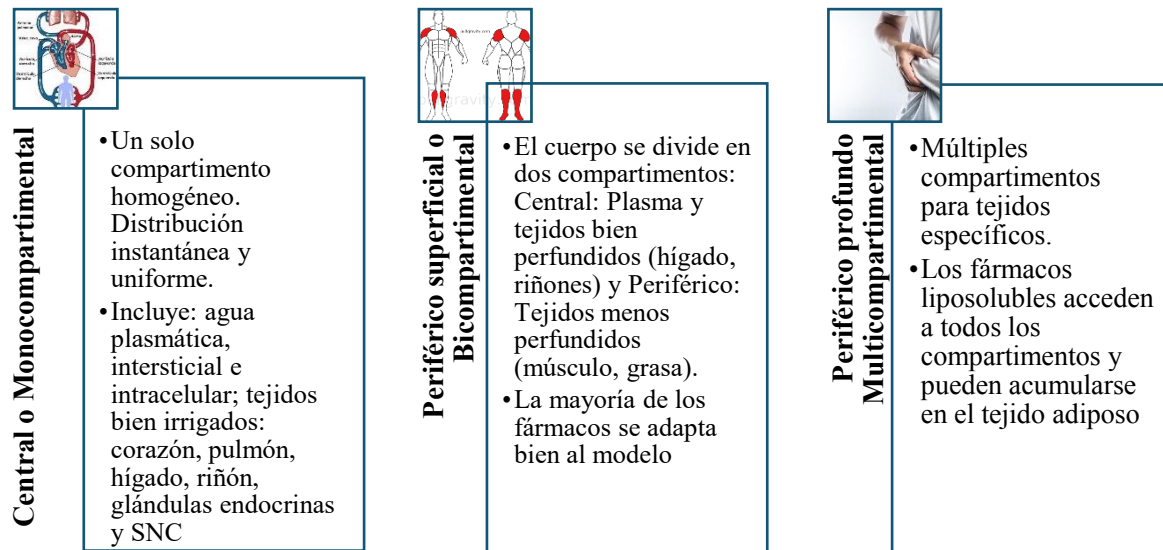 Central o Monocompartimental
•Un solo
compartimento
homogéneo.
Distribución
instantánea y
uniforme.
•Incluye: agua
plasmática,
intersticial e
intracelular; tejidos
bien irrigados:
corazón, pulmón,
hígado, riñón,
glándulas endocrinas
y SNC
Periférico superficial o
Bicompartimental
•El cuerpo se divide en
dos compartimentos:
Central: Plasma y
tejidos bien
perfundidos (hígado,
riñones) y Periférico:
Tejidos menos
perfundidos
(músculo, grasa).
•La mayoría de los
fármacos se adapta
bien al modelo
Periférico profundo o
Multicompartimental
•Múltiples
compartimentos
para tejidos
específicos.
•Los fármacos
liposolubles acceden
a todos los
compartimentos y
pueden acumularse
en el tejido adiposo